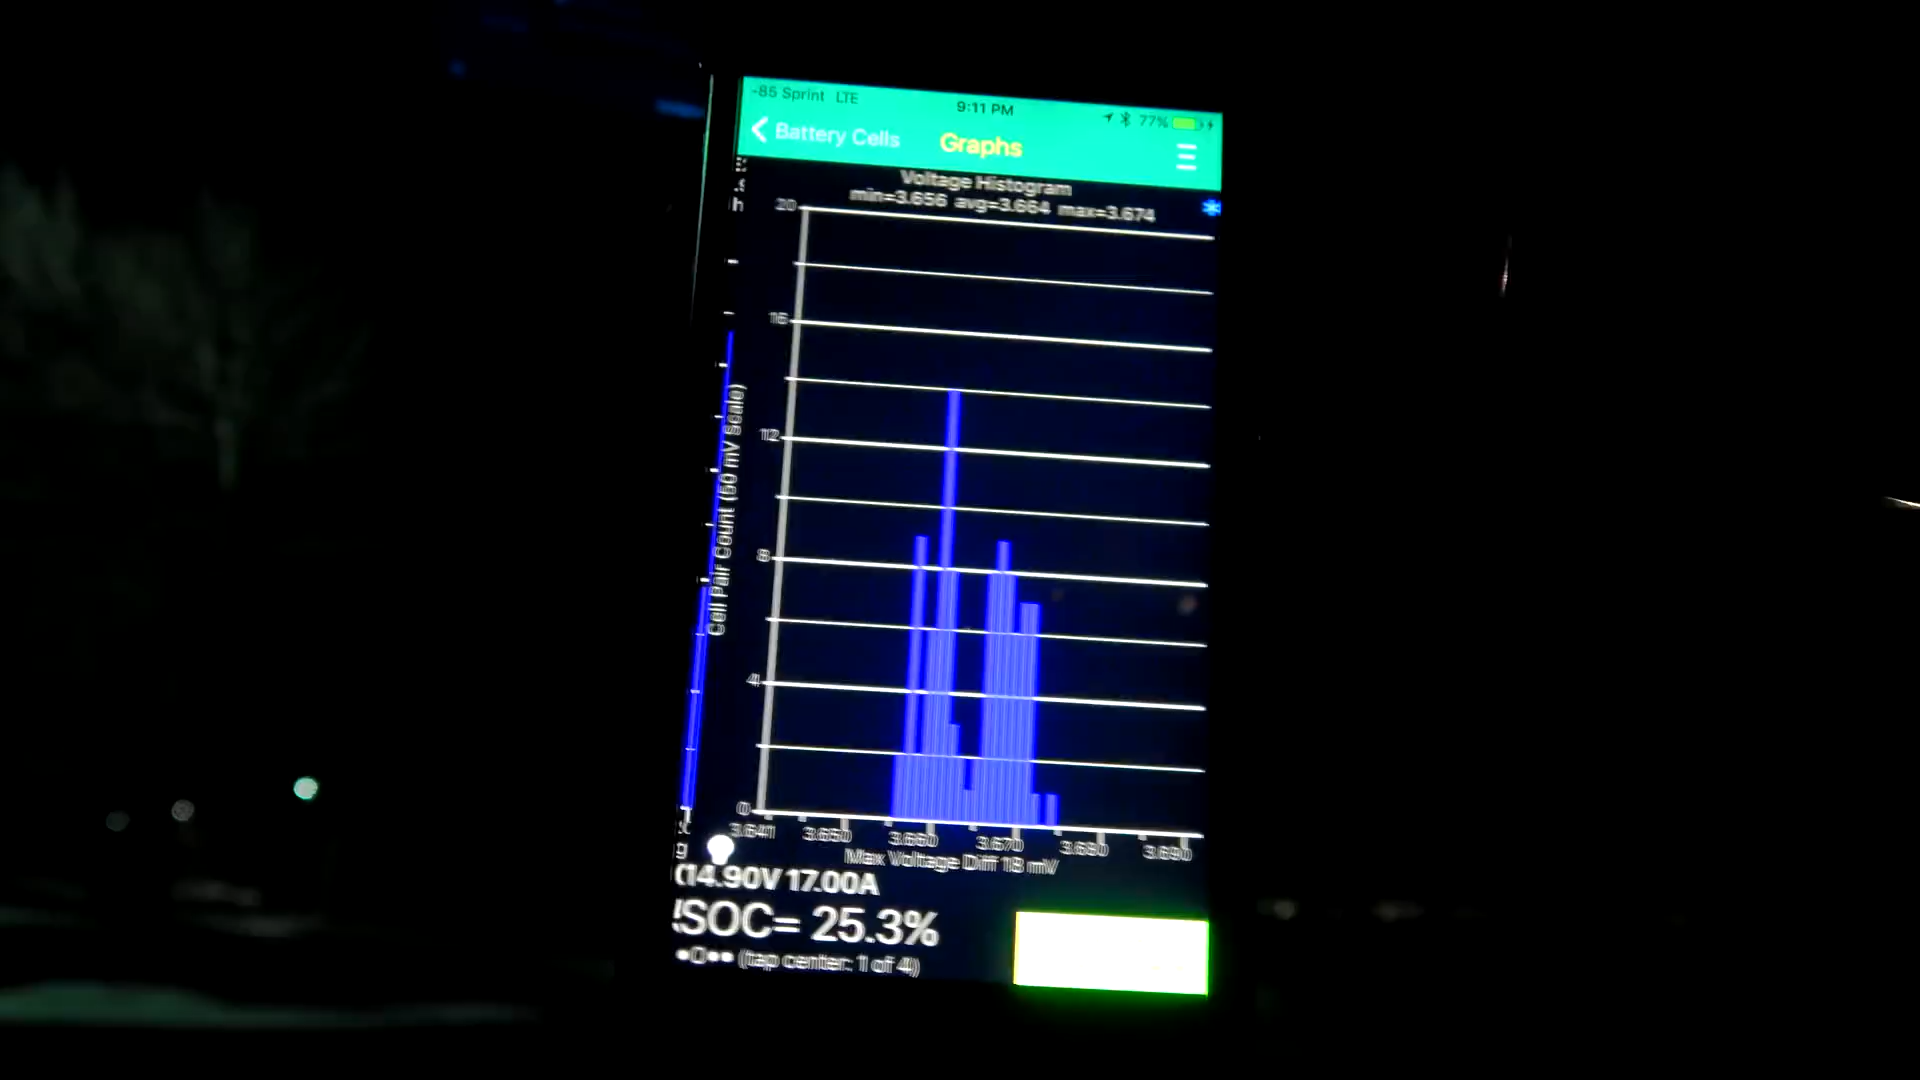 -85 Sprint LTE 9:11 PM 77%
Battery Cells Graphs
Voltage Histogram
min=3.656 avg=3.664 max=3.674
20
16
12
8
4
0
Cell Pair Count (50 mV scale)
3.641 3.650 3.660 3.670 3.680 3.690
Max Voltage Diff 18 mV
14.90V 17.00A
SOC= 25.3%
(tap center: 1 of 4)